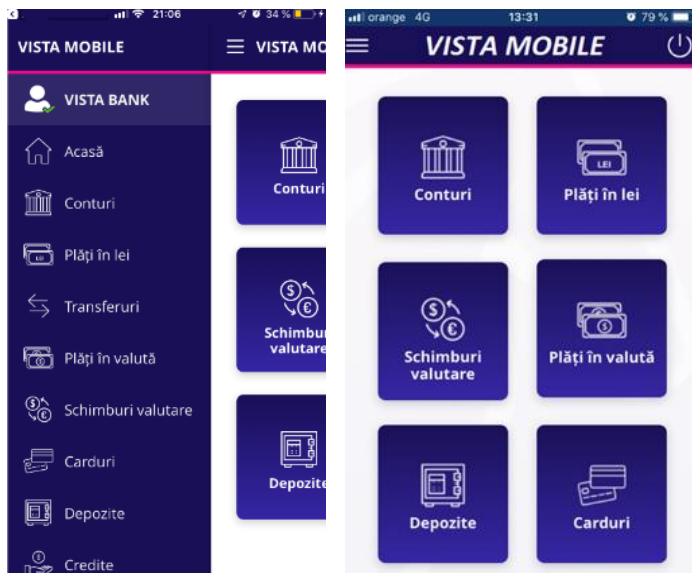 21:06
34 %
VISTA MOBILE
VISTA BANK
Acasă
Conturi
Plăți în lei
LEI
Transferuri
Plăți în valută
Schimburi valutare
Carduri
Depozite
Credite
VISTA MO
Conturi
Schimbur
valutare
Depozite
orange 4G
13:31
79 %
VISTA MOBILE
Conturi
LEI
Plăți în lei
Schimburi
valutare
Plăți în valută
Depozite
Carduri